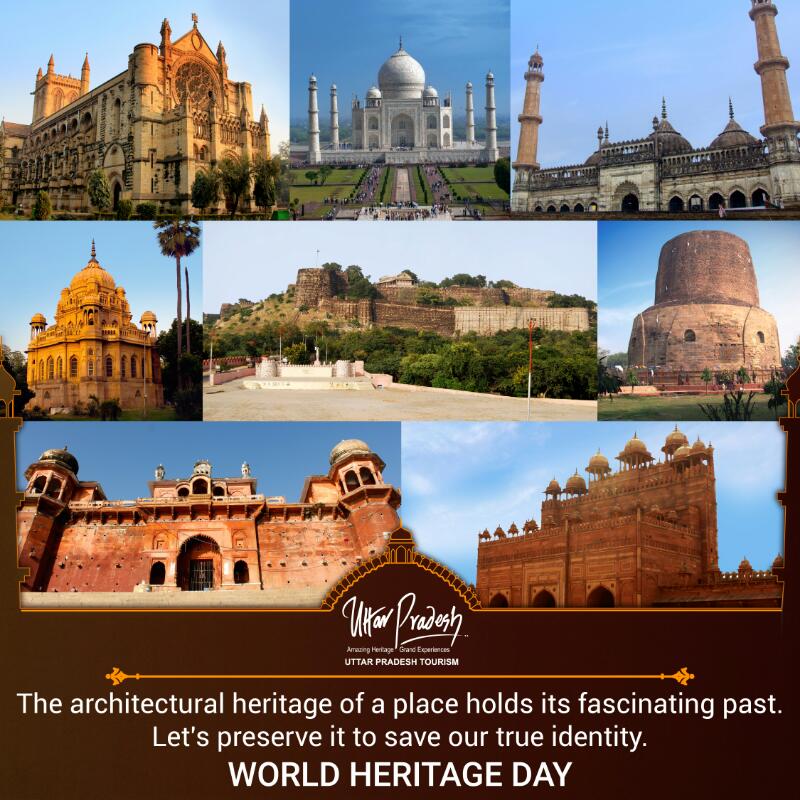 Uttar Pradesh...
Amazing Heritage Grand Experiences
UTTAR PRADESH TOURISM
The architectural heritage of a place holds its fascinating past.
Let's preserve it to save our true identity.
WORLD HERITAGE DAY